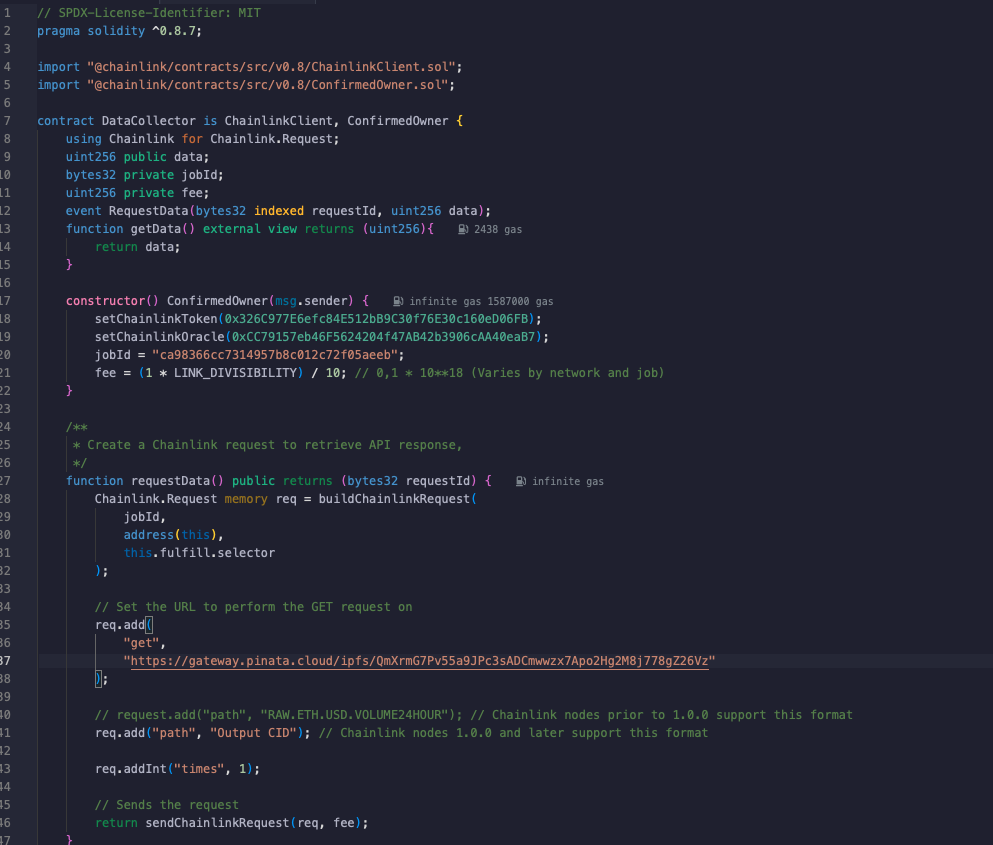 1 // SPDX-License-Identifier: MIT
2 pragma solidity ^0.8.7;
3
4 import "@chainlink/contracts/src/v0.8/ChainlinkClient.sol";
5 import "@chainlink/contracts/src/v0.8/ConfirmedOwner.sol";
6
7 contract DataCollector is ChainlinkClient, ConfirmedOwner {
8 using Chainlink for Chainlink.Request;
9 uint256 public data;
10 bytes32 private jobId;
11 uint256 private fee;
12 event RequestData(bytes32 indexed requestId, uint256 data);
13 function getData() external view returns (uint256){ 2438 gas
14 return data;
15 }
16
17 constructor() ConfirmedOwner(msg.sender) { infinite gas 1587000 gas
18 setChainlinkToken(0x326C977E6efc84E512bB9C30f76E30c160eD06FB);
19 setChainlinkOracle(0xCC79157eb46F5624204f47AB42b3906cAA40eaB7);
20 jobId = "ca98366cc7314957b8c012c72f05aeeb";
21 fee = (1 * LINK_DIVISIBILITY) / 10; // 0,1 * 10**18 (Varies by network and job)
22 }
23
24 /**
25 * Create a Chainlink request to retrieve API response,
26 */
27 function requestData() public returns (bytes32 requestId) { infinite gas
28 Chainlink.Request memory req = buildChainlinkRequest(
29 jobId,
30 address(this),
31 this.fulfill.selector
32 );
33
34 // Set the URL to perform the GET request on
35 req.add(
36 "get",
37 "https://gateway.pinata.cloud/ipfs/QmXrmG7Pv55a9JPc3sADCmwwzx7Apo2Hg2M8j778gZ26Vz"
38 );
39
40 // request.add("path", "RAW.ETH.USD.VOLUME24HOUR"); // Chainlink nodes prior to 1.0.0 support this format
41 req.add("path", "Output CID"); // Chainlink nodes 1.0.0 and later support this format
42
43 req.addInt("times", 1);
44
45 // Sends the request
46 return sendChainlinkRequest(req, fee);
47 }